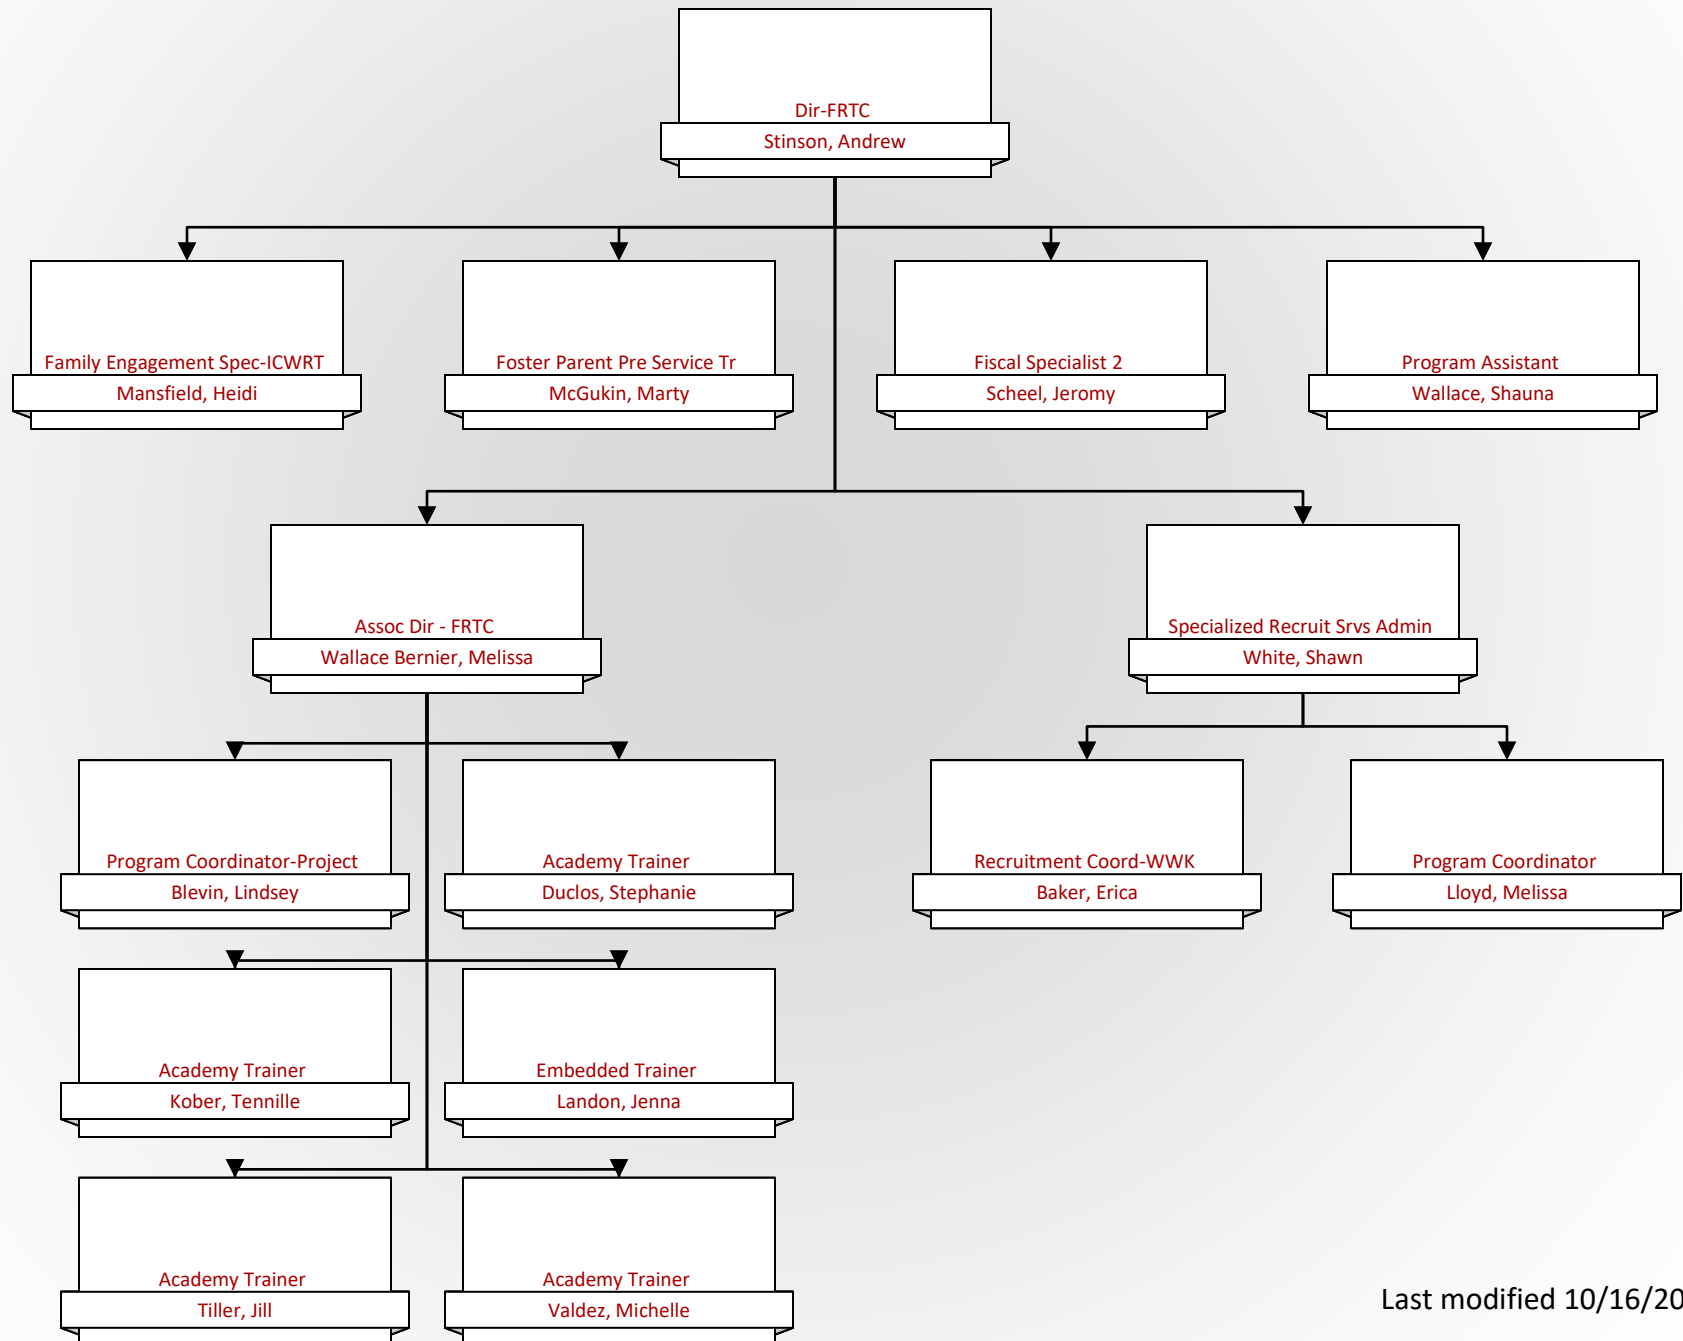 Dir-FRTC
Stinson, Andrew
Family Engagement Spec-ICWRT
Mansfield, Heidi
Foster Parent Pre Service Tr
McGukin, Marty
Fiscal Specialist 2
Scheel, Jeromy
Program Assistant
Wallace, Shauna
Assoc Dir - FRTC
Wallace Bernier, Melissa
Specialized Recruit Srvs Admin
White, Shawn
Program Coordinator-Project
Blevin, Lindsey
Academy Trainer
Duclos, Stephanie
Recruitment Coord-WWK
Baker, Erica
Program Coordinator
Lloyd, Melissa
Academy Trainer
Kober, Tennille
Embedded Trainer
Landon, Jenna
Academy Trainer
Tiller, Jill
Academy Trainer
Valdez, Michelle
Last modified 10/16/20